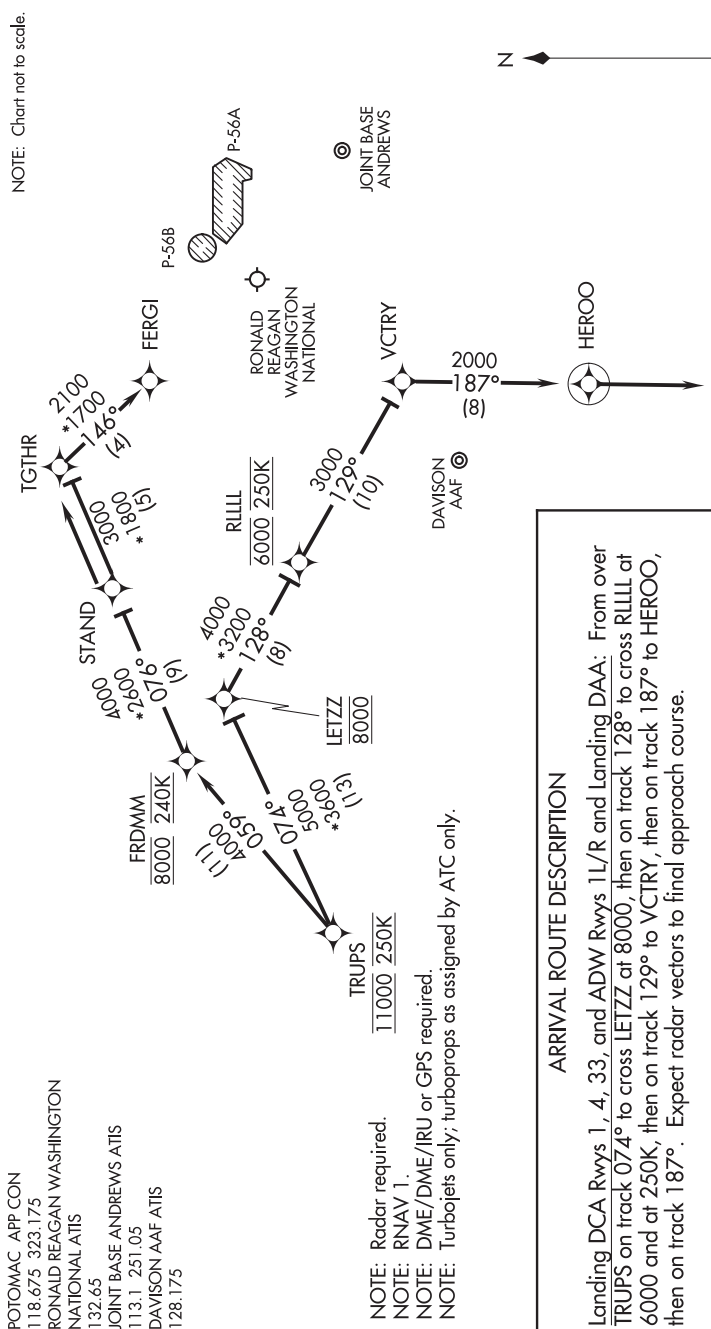 POTOMAC APP CON
118.675 323.175
RONALD REAGAN WASHINGTON
NATIONAL ATIS
132.65
JOINT BASE ANDREWS ATIS
113.1 251.05
DAVISON AAF ATIS
128.175
NOTE: Chart not to scale.
TGTHR
2100
*1700
146°
(4)
FERGI
P-56B
P-56A
JOINT BASE
ANDREWS
N
RONALD
REAGAN
WASHINGTON
NATIONAL
3000
*1800
(5)
STAND
4000
*2600
076°
(9)
FRDMM
8000 240K
(11)
4000
059°
074°
5000
*3600
(13)
TRUPS
11000 250K
LETZZ
8000
4000
*3200
128°
(8)
RLLLL
6000 250K
3000
129°
(10)
VCTRY
DAVISON
AAF
2000
187°
(8)
HEROO
NOTE: Radar required.
NOTE: RNAV 1.
NOTE: DME/DME/IRU or GPS required.
NOTE: Turbojets only; turboprops as assigned by ATC only.
ARRIVAL ROUTE DESCRIPTION
Landing DCA Rwys 1, 4, 33, and ADW Rwys 1L/R and Landing DAA: From over
TRUPS on track 074° to cross LETZZ at 8000, then on track 128° to cross RLLLL at
6000 and at 250K, then on track 129° to VCTRY, then on track 187° to HEROO,
then on track 187°. Expect radar vectors to final approach course.